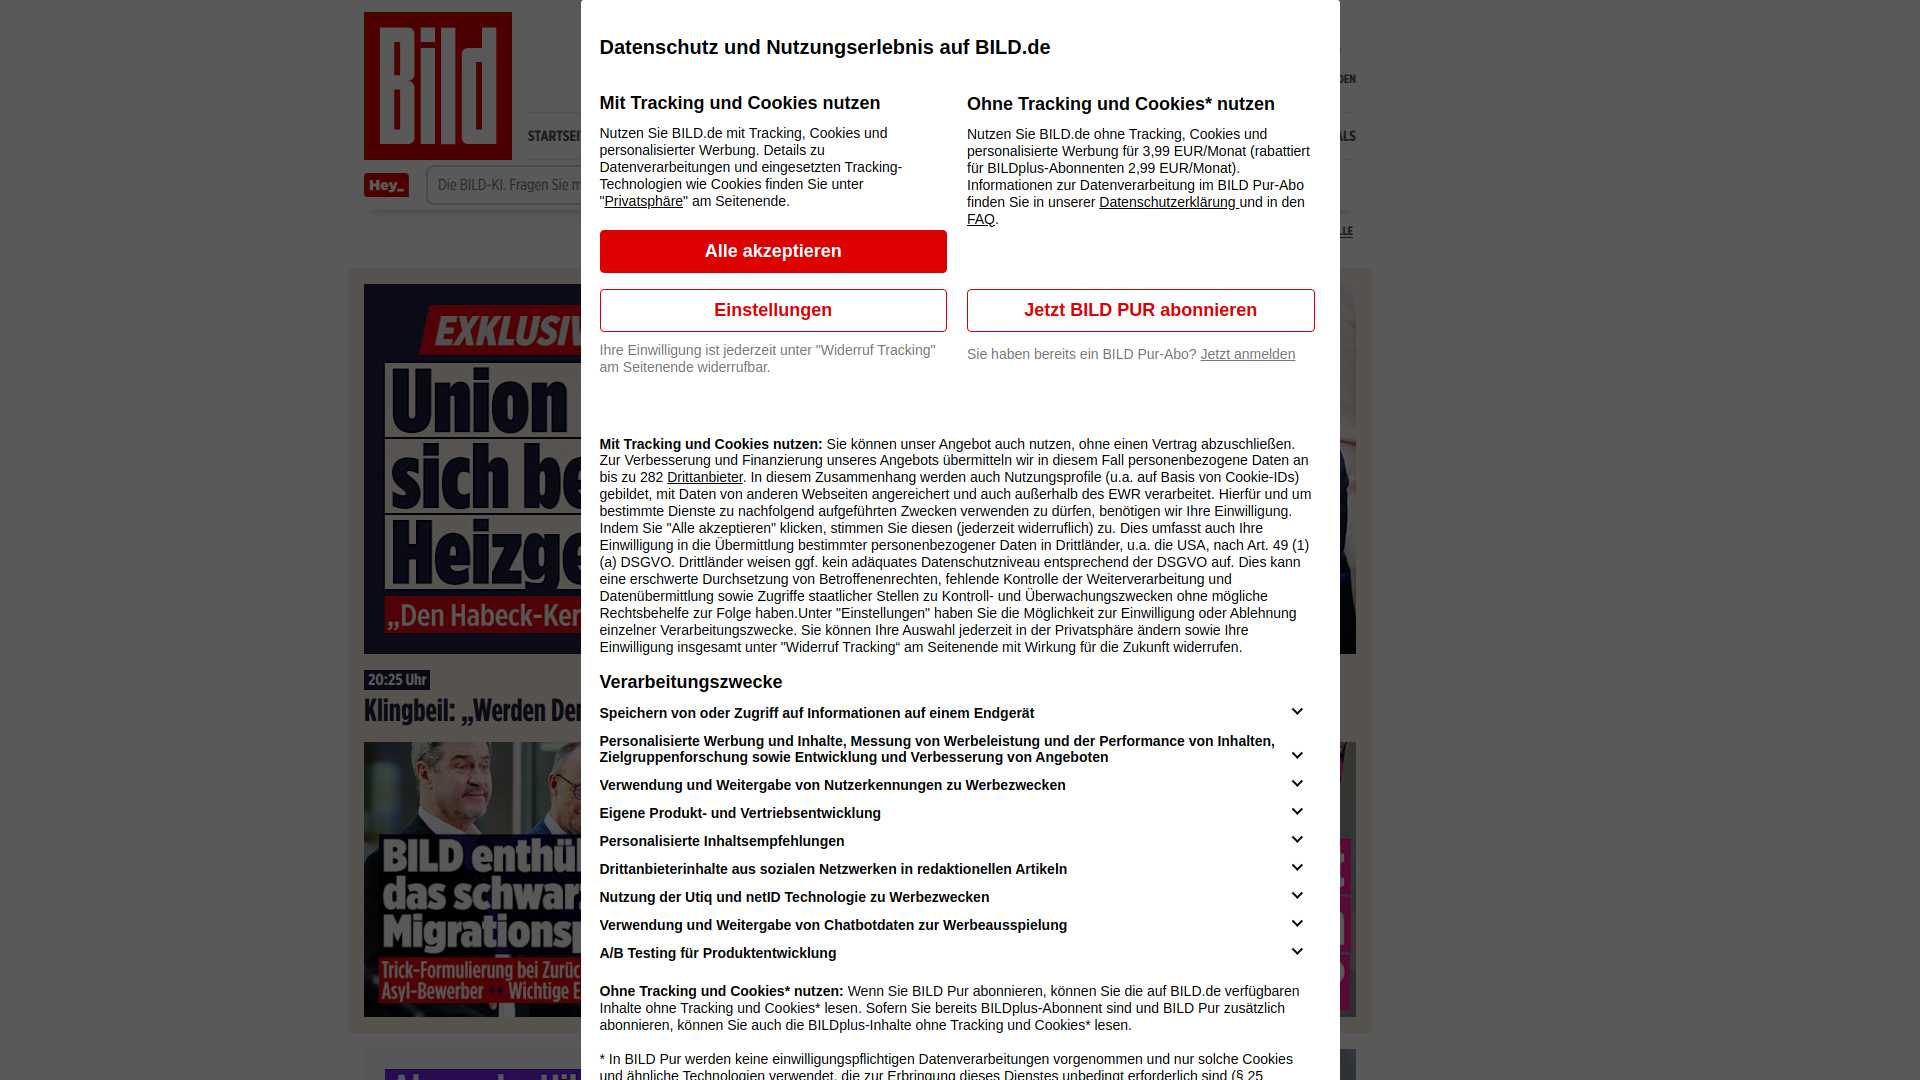 Bild
DEN
STARTSEI
ALS
Hey_
Die BILD-KI. Fragen Sie m
LLE
EXKLUSIV
Union
sich be
Heizge
„Den Habeck-Ker
20:25 Uhr
Klingbeil: „Werden Der
BILD enthül
das schwarz
Migrationsp
Trick-Formulierung bei Zurüc
Asyl-Bewerber ++ Wichtige E
Datenschutz und Nutzungserlebnis auf BILD.de
Mit Tracking und Cookies nutzen
Nutzen Sie BILD.de mit Tracking, Cookies und
personalisierter Werbung. Details zu
Datenverarbeitungen und eingesetzten Tracking-
Technologien wie Cookies finden Sie unter
"Privatsphäre" am Seitenende.
Alle akzeptieren
Einstellungen
Ihre Einwilligung ist jederzeit unter "Widerruf Tracking"
am Seitenende widerrufbar.
Ohne Tracking und Cookies* nutzen
Nutzen Sie BILD.de ohne Tracking, Cookies und
personalisierte Werbung für 3,99 EUR/Monat (rabattiert
für BILDplus-Abonnenten 2,99 EUR/Monat).
Informationen zur Datenverarbeitung im BILD Pur-Abo
finden Sie in unserer Datenschutzerklärung und in den
FAQ.
Jetzt BILD PUR abonnieren
Sie haben bereits ein BILD Pur-Abo? Jetzt anmelden
Mit Tracking und Cookies nutzen: Sie können unser Angebot auch nutzen, ohne einen Vertrag abzuschließen.
Zur Verbesserung und Finanzierung unseres Angebots übermitteln wir in diesem Fall personenbezogene Daten an
bis zu 282 Drittanbieter. In diesem Zusammenhang werden auch Nutzungsprofile (u.a. auf Basis von Cookie-IDs)
gebildet, mit Daten von anderen Webseiten angereichert und auch außerhalb des EWR verarbeitet. Hierfür und um
bestimmte Dienste zu nachfolgend aufgeführten Zwecken verwenden zu dürfen, benötigen wir Ihre Einwilligung.
Indem Sie "Alle akzeptieren" klicken, stimmen Sie diesen (jederzeit widerruflich) zu. Dies umfasst auch Ihre
Einwilligung in die Übermittlung bestimmter personenbezogener Daten in Drittländer, u.a. die USA, nach Art. 49 (1)
(a) DSGVO. Drittländer weisen ggf. kein adäquates Datenschutzniveau entsprechend der DSGVO auf. Dies kann
eine erschwerte Durchsetzung von Betroffenenrechten, fehlende Kontrolle der Weiterverarbeitung und
Datenübermittlung sowie Zugriffe staatlicher Stellen zu Kontroll- und Überwachungszwecken ohne mögliche
Rechtsbehelfe zur Folge haben.Unter "Einstellungen" haben Sie die Möglichkeit zur Einwilligung oder Ablehnung
einzelner Verarbeitungszwecke. Sie können Ihre Auswahl jederzeit in der Privatsphäre ändern sowie Ihre
Einwilligung insgesamt unter "Widerruf Tracking“ am Seitenende mit Wirkung für die Zukunft widerrufen.
Verarbeitungszwecke
Speichern von oder Zugriff auf Informationen auf einem Endgerät
Personalisierte Werbung und Inhalte, Messung von Werbeleistung und der Performance von Inhalten,
Zielgruppenforschung sowie Entwicklung und Verbesserung von Angeboten
Verwendung und Weitergabe von Nutzerkennungen zu Werbezwecken
Eigene Produkt- und Vertriebsentwicklung
Personalisierte Inhaltsempfehlungen
Drittanbieterinhalte aus sozialen Netzwerken in redaktionellen Artikeln
Nutzung der Utiq und netID Technologie zu Werbezwecken
Verwendung und Weitergabe von Chatbotdaten zur Werbeausspielung
A/B Testing für Produktentwicklung
Ohne Tracking und Cookies* nutzen: Wenn Sie BILD Pur abonnieren, können Sie die auf BILD.de verfügbaren
Inhalte ohne Tracking und Cookies* lesen. Sofern Sie bereits BILDplus-Abonnent sind und BILD Pur zusätzlich
abonnieren, können Sie auch die BILDplus-Inhalte ohne Tracking und Cookies* lesen.
* In BILD Pur werden keine einwilligungspflichtigen Datenverarbeitungen vorgenommen und nur solche Cookies
und ähnliche Technologien verwendet, die zur Erbringung dieses Dienstes unbedingt erforderlich sind (§ 25